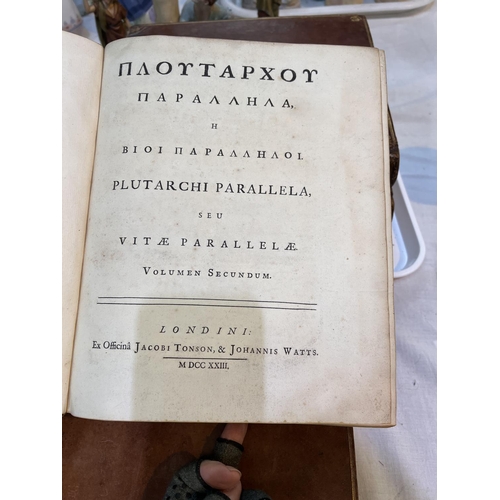 ΠΛΟΥΤΑΡΧΟΥ
ΠΑΡΑΛΛΗΛΑ,
Η
ΒΙΟΙ ΠΑΡΑΛΛΗΛΟΙ.
PLUTARCHI PARALLELA,
SEU
VITÆ PARALLELÆ.
VOLUMEN SECUNDUM.
LONDINI:
Ex Officinâ JACOBI TONSON, & JOHANNIS WATTS.
M DCC XXIII.